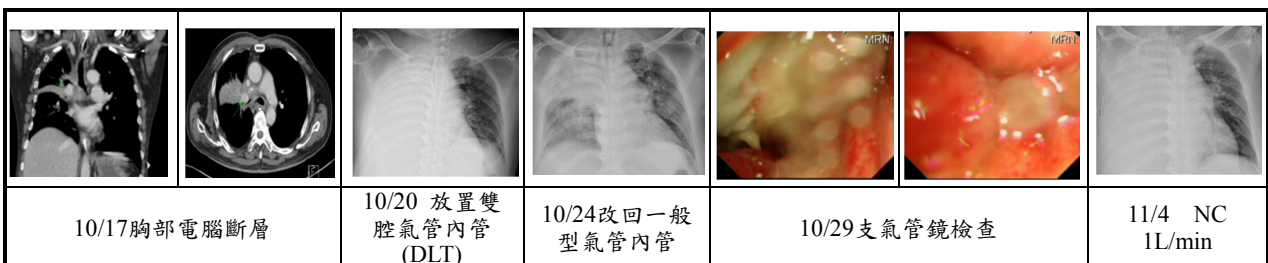 MRN:
MRN:
10/17胸部電腦斷層
10/20 放置雙
腔氣管內管
(DLT)
10/24改回一般
型氣管內管
10/29支氣管鏡檢查
11/4 NC
1L/min